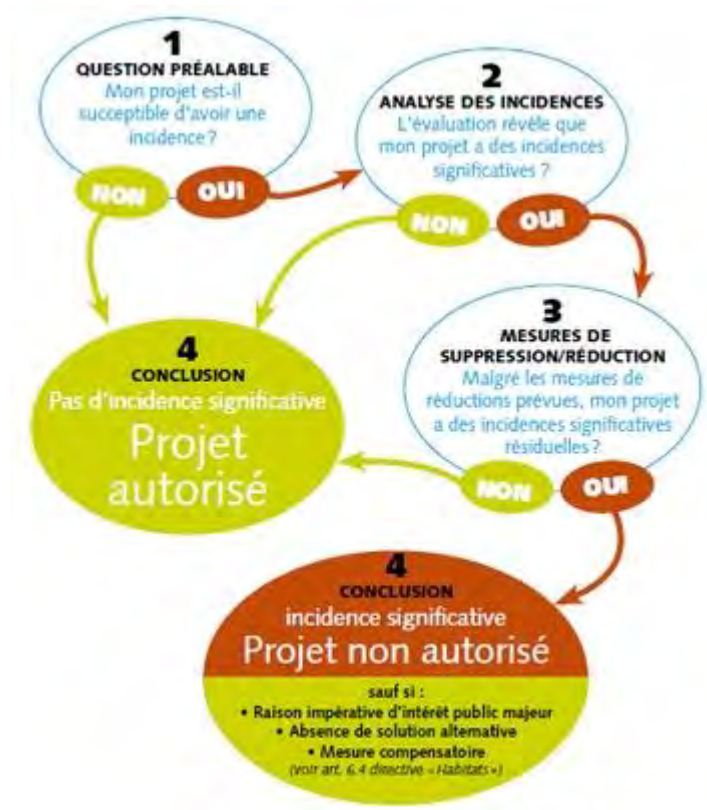 1
QUESTION PRÉALABLE
Mon projet est-il
succeptible d'avoir une
incidence ?
NON
OUI
2
ANALYSE DES INCIDENCES
L'évaluation révèle que
mon projet a des incidences
significatives ?
NON
OUI
3
MESURES DE
SUPPRESSION/RÉDUCTION
Malgré les mesures de
réductions prévues, mon projet
a des incidences significatives
résiduelles ?
NON
OUI
4
CONCLUSION
Pas d'incidence significative
Projet
autorisé
4
CONCLUSION
incidence significative
Projet non autorisé
sauf si :
• Raison impérative d'intérêt public majeur
• Absence de solution alternative
• Mesure compensatoire
(voir art. 6.4 directive « Habitats »)